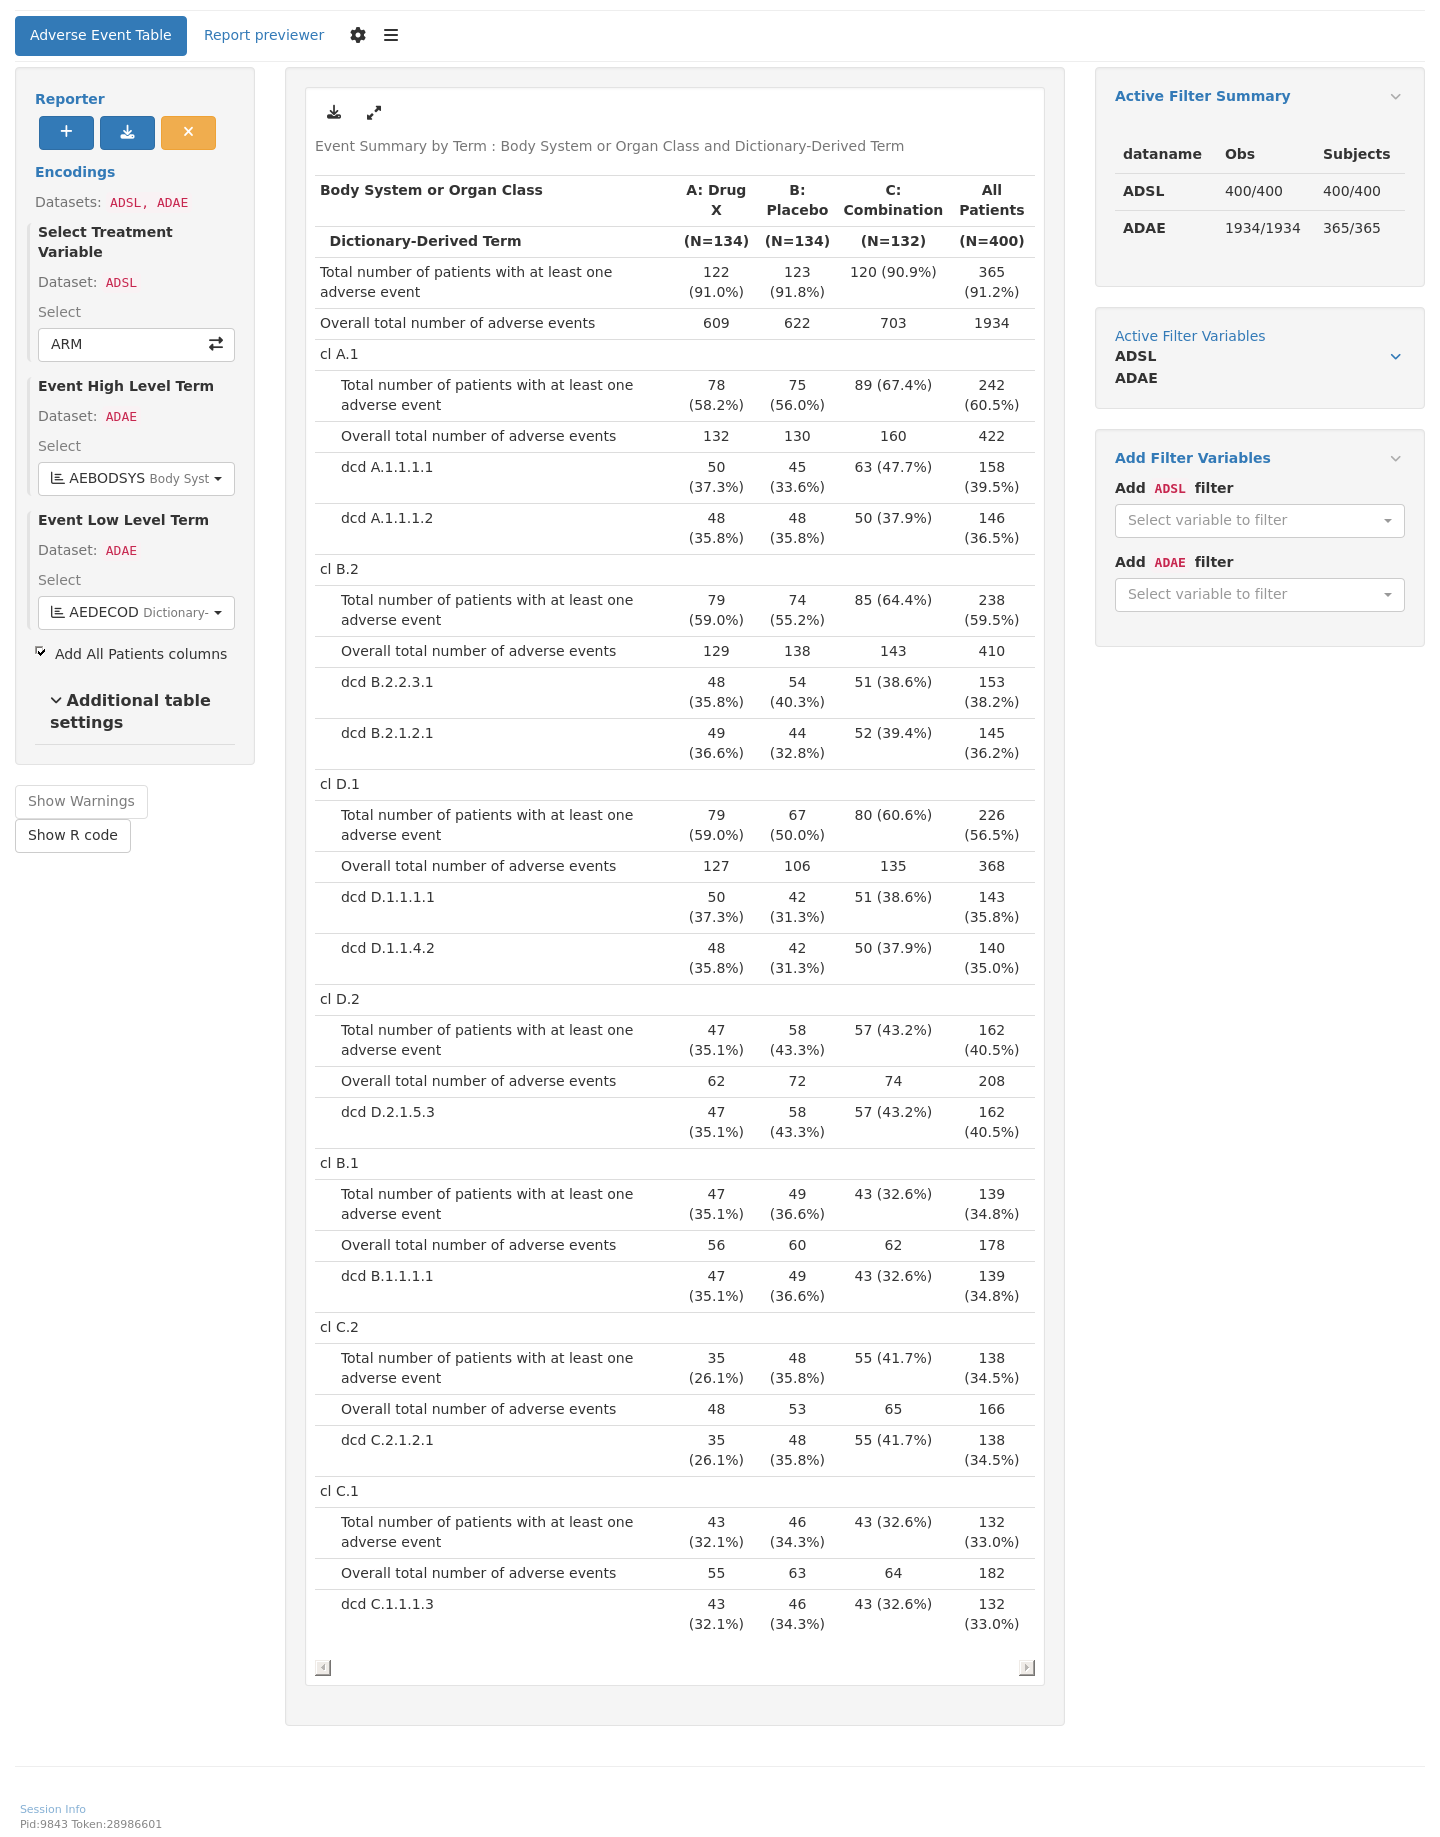 Adverse Event Table
Report previewer
Reporter
Encodings
Datasets: ADSL, ADAE
Select Treatment
Variable
Dataset: ADSL
Select
ARM
Event High Level Term
Dataset: ADAE
Select
AEBODSYS Body Syst
Event Low Level Term
Dataset: ADAE
Select
AEDECOD Dictionary-
Add All Patients columns
Additional table
settings
Show Warnings
Show R code
Event Summary by Term : Body System or Organ Class and Dictionary-Derived Term
Body System or Organ Class A: Drug B: C: All
X Placebo Combination Patients
Dictionary-Derived Term (N=134) (N=134) (N=132) (N=400)
Total number of patients with at least one 122 123 120 (90.9%) 365
adverse event (91.0%) (91.8%) (91.2%)
Overall total number of adverse events 609 622 703 1934
cl A.1
Total number of patients with at least one 78 75 89 (67.4%) 242
adverse event (58.2%) (56.0%) (60.5%)
Overall total number of adverse events 132 130 160 422
dcd A.1.1.1.1 50 45 63 (47.7%) 158
(37.3%) (33.6%) (39.5%)
dcd A.1.1.1.2 48 48 50 (37.9%) 146
(35.8%) (35.8%) (36.5%)
cl B.2
Total number of patients with at least one 79 74 85 (64.4%) 238
adverse event (59.0%) (55.2%) (59.5%)
Overall total number of adverse events 129 138 143 410
dcd B.2.2.3.1 48 54 51 (38.6%) 153
(35.8%) (40.3%) (38.2%)
dcd B.2.1.2.1 49 44 52 (39.4%) 145
(36.6%) (32.8%) (36.2%)
cl D.1
Total number of patients with at least one 79 67 80 (60.6%) 226
adverse event (59.0%) (50.0%) (56.5%)
Overall total number of adverse events 127 106 135 368
dcd D.1.1.1.1 50 42 51 (38.6%) 143
(37.3%) (31.3%) (35.8%)
dcd D.1.1.4.2 48 42 50 (37.9%) 140
(35.8%) (31.3%) (35.0%)
cl D.2
Total number of patients with at least one 47 58 57 (43.2%) 162
adverse event (35.1%) (43.3%) (40.5%)
Overall total number of adverse events 62 72 74 208
dcd D.2.1.5.3 47 58 57 (43.2%) 162
(35.1%) (43.3%) (40.5%)
cl B.1
Total number of patients with at least one 47 49 43 (32.6%) 139
adverse event (35.1%) (36.6%) (34.8%)
Overall total number of adverse events 56 60 62 178
dcd B.1.1.1.1 47 49 43 (32.6%) 139
(35.1%) (36.6%) (34.8%)
cl C.2
Total number of patients with at least one 35 48 55 (41.7%) 138
adverse event (26.1%) (35.8%) (34.5%)
Overall total number of adverse events 48 53 65 166
dcd C.2.1.2.1 35 48 55 (41.7%) 138
(26.1%) (35.8%) (34.5%)
cl C.1
Total number of patients with at least one 43 46 43 (32.6%) 132
adverse event (32.1%) (34.3%) (33.0%)
Overall total number of adverse events 55 63 64 182
dcd C.1.1.1.3 43 46 43 (32.6%) 132
(32.1%) (34.3%) (33.0%)
Active Filter Summary
dataname Obs Subjects
ADSL 400/400 400/400
ADAE 1934/1934 365/365
Active Filter Variables
ADSL
ADAE
Add Filter Variables
Add ADSL filter
Select variable to filter
Add ADAE filter
Select variable to filter
Session Info
Pid:9843 Token:28986601